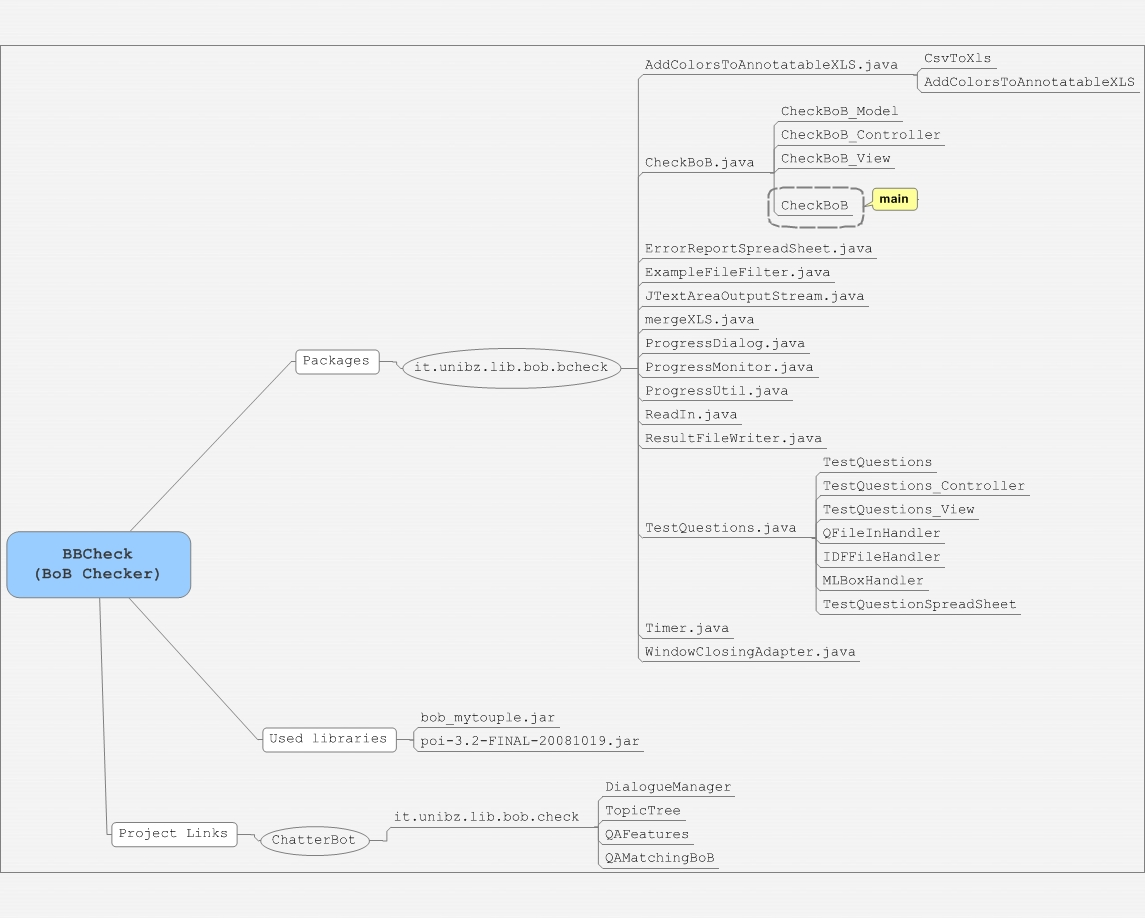 AddColorsToAnnotatableXLS.java
CsvToXls
AddColorsToAnnotatableXLS
CheckBoB.java
CheckBoB_Model
CheckBoB_Controller
CheckBoB_View
CheckBoB
main
ErrorReportSpreadSheet.java
ExampleFileFilter.java
JTextAreaOutputStream.java
mergeXLS.java
ProgressDialog.java
Packages
it.unibz.lib.bob.bcheck
ProgressMonitor.java
ProgressUtil.java
ReadIn.java
ResultFileWriter.java
TestQuestions.java
TestQuestions
TestQuestions_Controller
TestQuestions_View
QFileInHandler
IDFFileHandler
MLBoxHandler
TestQuestionSpreadSheet
Timer.java
WindowClosingAdapter.java
BBCheck
(BoB Checker)
Used libraries
bob_mytouple.jar
poi-3.2-FINAL-20081019.jar
Project Links
ChatterBot
it.unibz.lib.bob.check
DialogueManager
TopicTree
QAFeatures
QAMatchingBoB